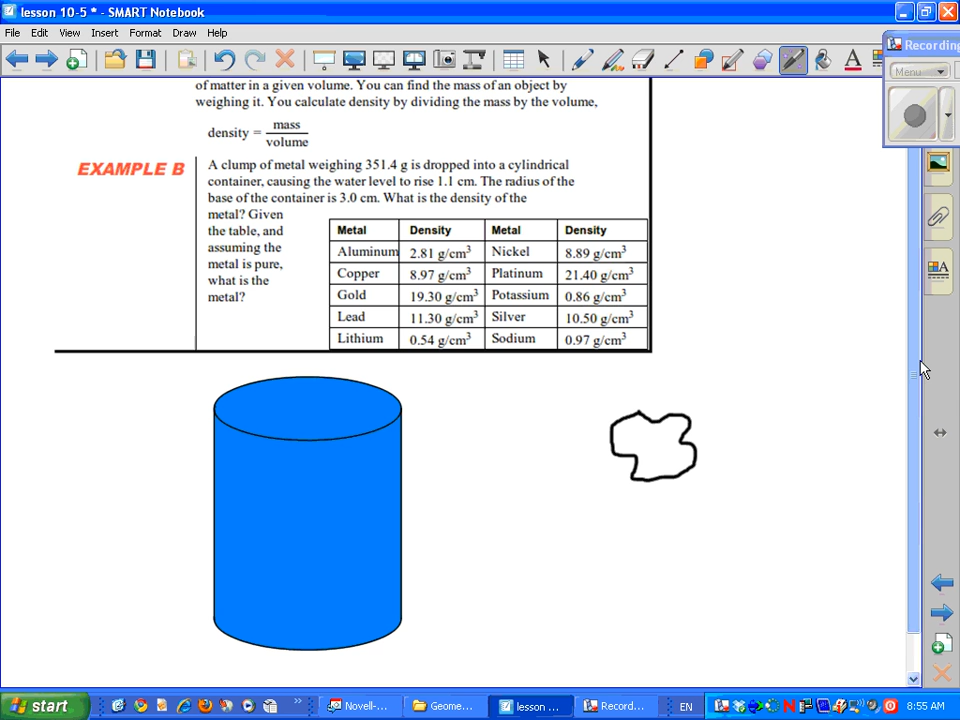 lesson 10-5 * - SMART Notebook
File Edit View Insert Format Draw Help
Recording
Menu
of matter in a given volume. You can find the mass of an object by
weighing it. You calculate density by dividing the mass by the volume,
density = mass
volume
EXAMPLE B
A clump of metal weighing 351.4 g is dropped into a cylindrical
container, causing the water level to rise 1.1 cm. The radius of the
base of the container is 3.0 cm. What is the density of the
metal? Given
the table, and
assuming the
metal is pure,
what is the
metal?
Metal Density Metal Density
Aluminum 2.81 g/cm³ Nickel 8.89 g/cm³
Copper 8.97 g/cm³ Platinum 21.40 g/cm³
Gold 19.30 g/cm³ Potassium 0.86 g/cm³
Lead 11.30 g/cm³ Silver 10.50 g/cm³
Lithium 0.54 g/cm³ Sodium 0.97 g/cm³
start Novell-... Geome... lesson ... Record... EN 8:55 AM